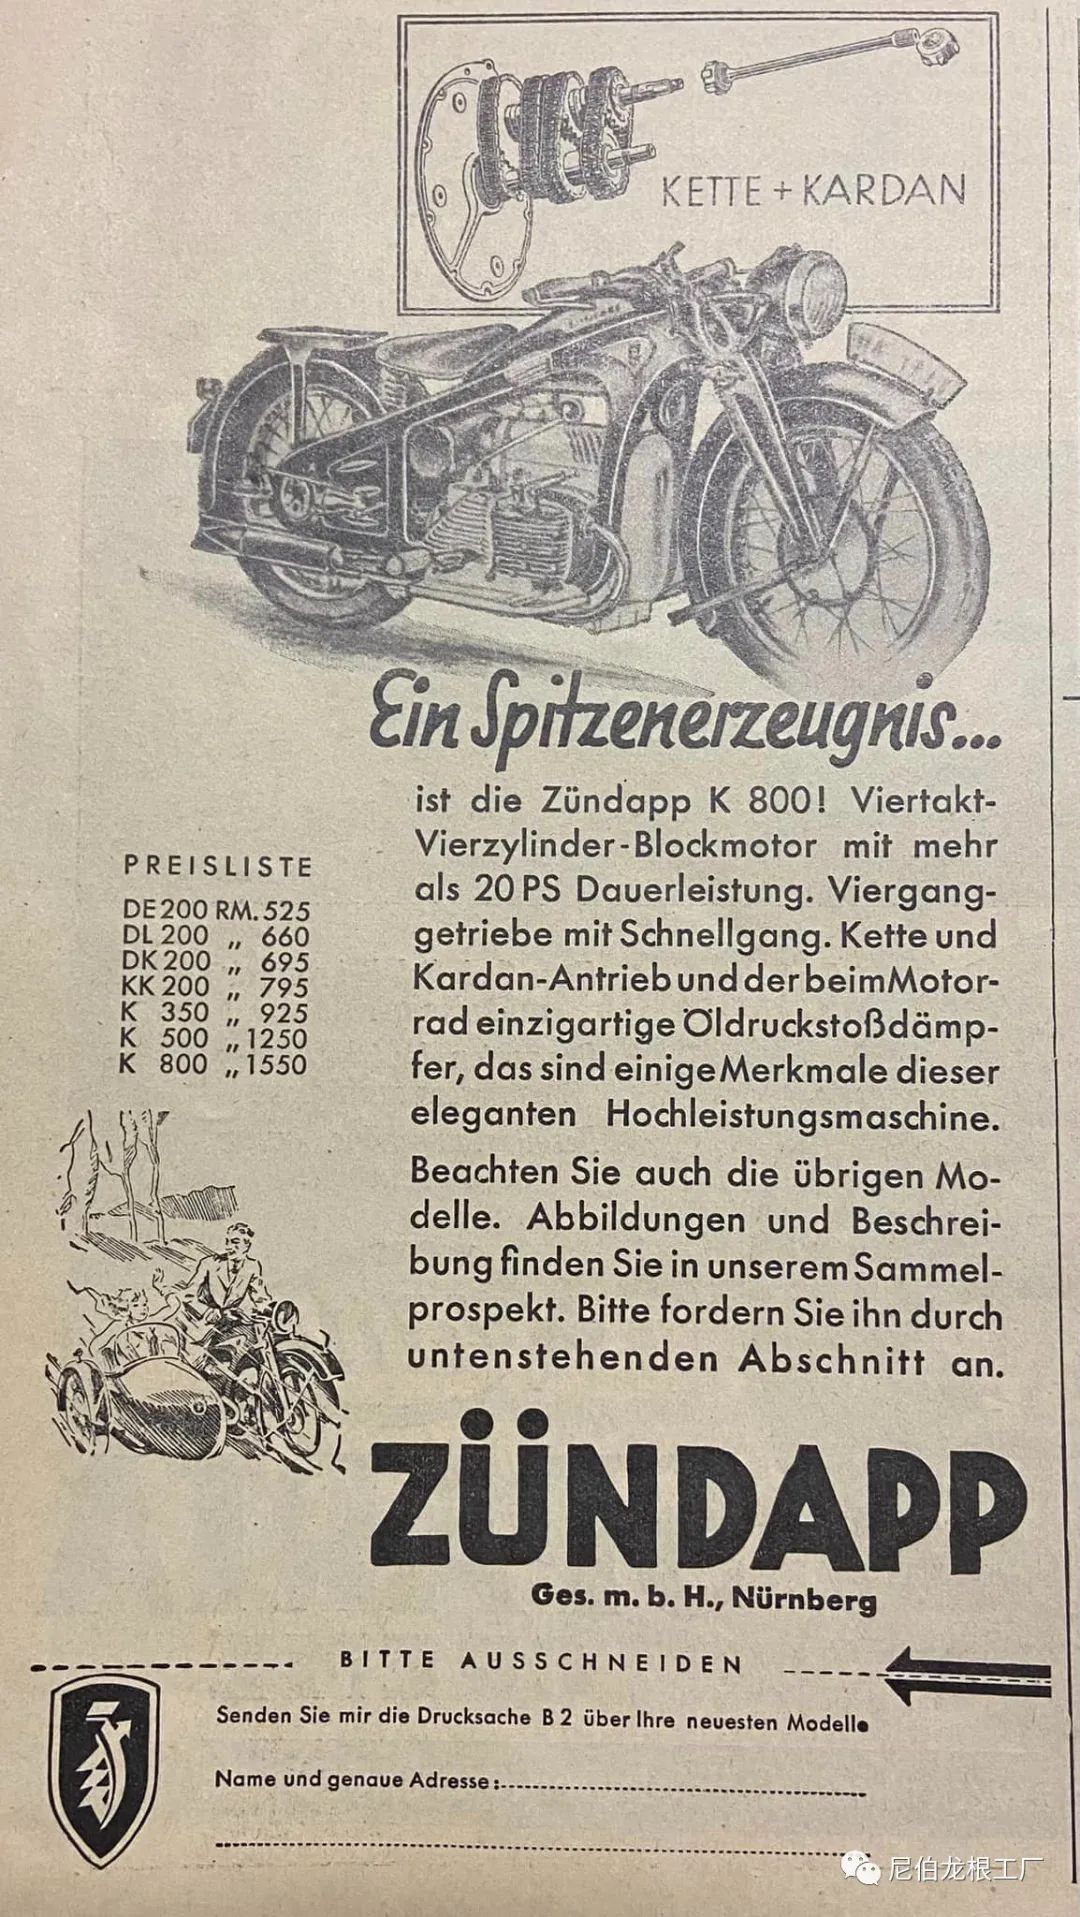 KETTE + KARDAN
Ein Spitzenerzeugnis...
ist die Zündapp K 800! Viertakt-
Vierzylinder-Blockmotor mit mehr
als 20 PS Dauerleistung. Viergang-
getriebe mit Schnellgang. Kette und
Kardan-Antrieb und der beim Motor-
rad einzigartige Öldruckstoßdämp-
fer, das sind einige Merkmale dieser
eleganten Hochleistungsmaschine.
Beachten Sie auch die übrigen Mo-
delle. Abbildungen und Beschrei-
bung finden Sie in unserem Sammel-
prospekt. Bitte fordern Sie ihn durch
untenstehenden Abschnitt an.
PREISLISTE
DE 200 RM. 525
DL 200 „ 660
DK 200 „ 695
KK 200 „ 795
K 350 „ 925
K 500 „ 1250
K 800 „ 1550
ZÜNDAPP
Ges. m. b. H., Nürnberg
BITTE AUSSCHNEIDEN
Senden Sie mir die Drucksache B 2 über Ihre neuesten Modelle
Name und genaue Adresse:
尼伯龙根工厂